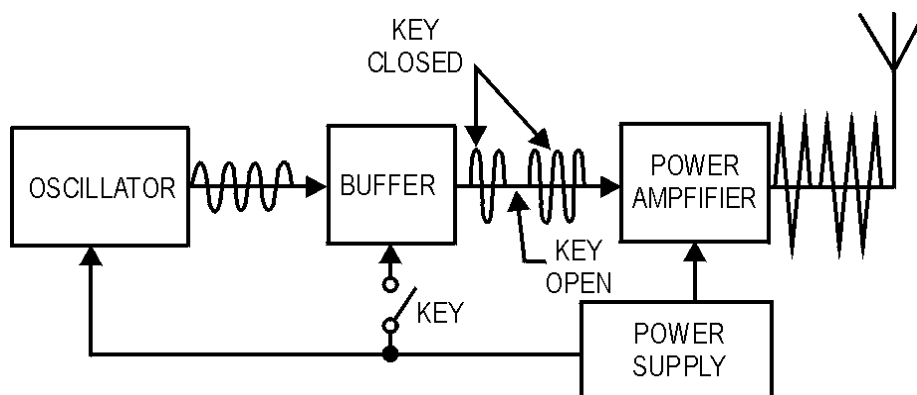 KEY
CLOSED
OSCILLATOR
BUFFER
POWER
AMPFIFIER
KEY
OPEN
KEY
POWER
SUPPLY